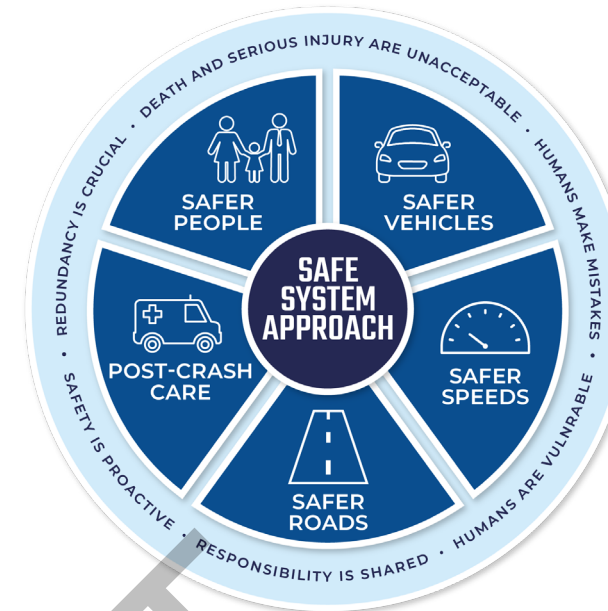 DEATH AND SERIOUS INJURY ARE UNACCEPTABLE
HUMANS MAKE MISTAKES
HUMANS ARE VULNRABLE
RESPONSIBILITY IS SHARED
SAFETY IS PROACTIVE
REDUNDANCY IS CRUCIAL
SAFER
PEOPLE
SAFER
VEHICLES
SAFE
SYSTEM
APPROACH
SAFER
SPEEDS
SAFER
ROADS
POST-CRASH
CARE